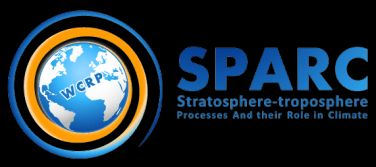 WCRP
SPARC
Stratosphere-troposphere
Processes And their Role in Climate